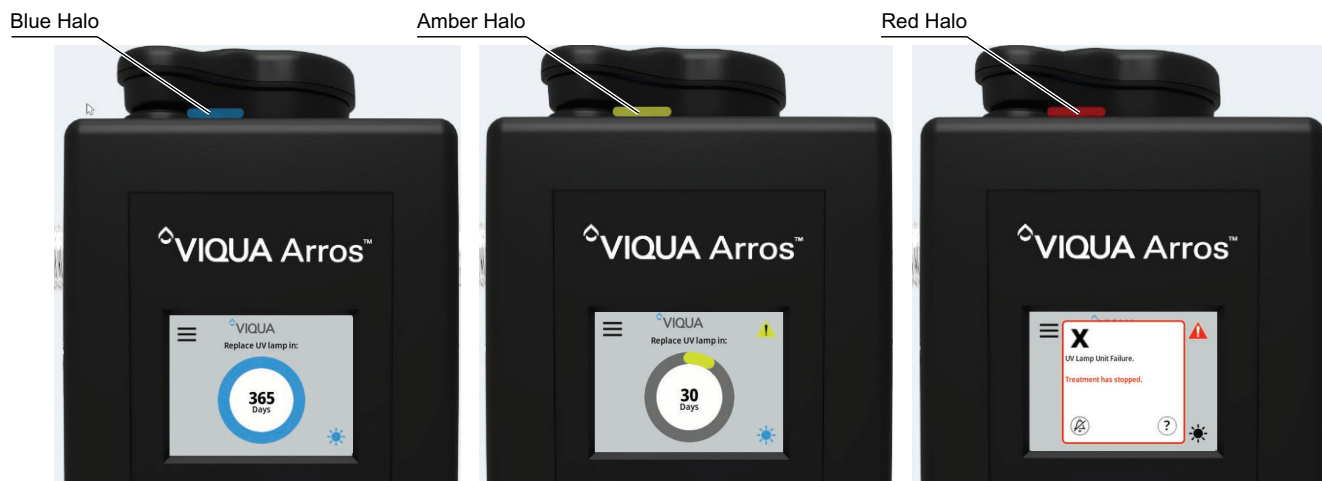 Blue Halo
Amber Halo
Red Halo
VIQUA Arros™
VIQUA
Replace UV lamp in:
365
Days
VIQUA Arros™
VIQUA
Replace UV lamp in:
30
Days
VIQUA Arros™
X
UV Lamp Unit Failure.
Treatment has stopped.
?